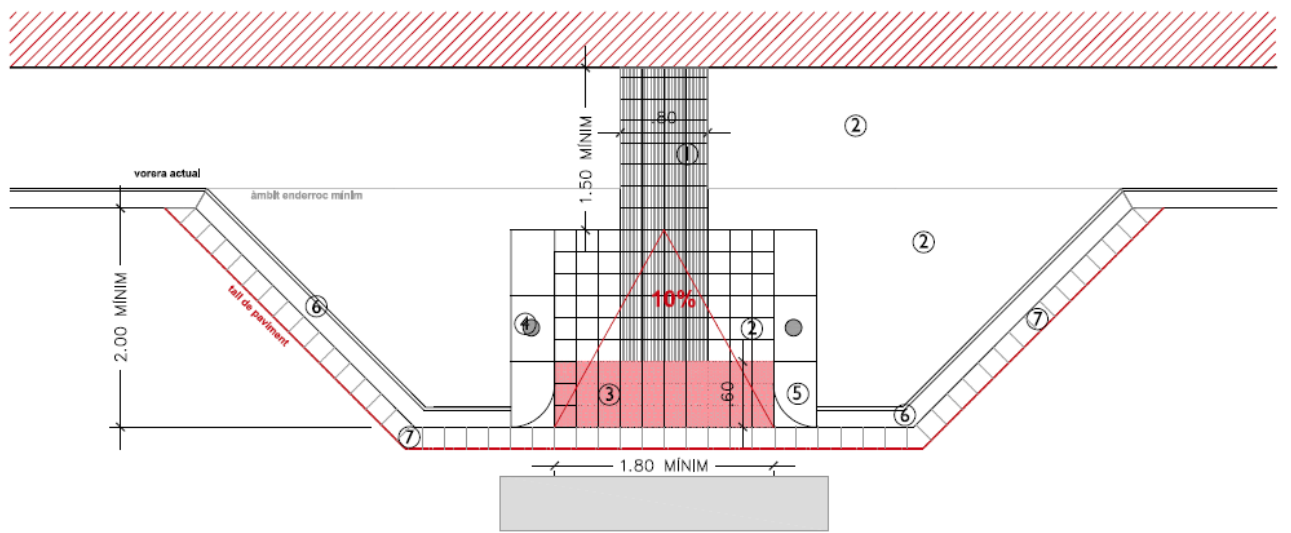 .80
2
1.50 MÍNIM
1
vorera actual
àmbit enderroc mínim
2
2.00 MÍNIM
tall de paviment
6
10%
4
2
7
3
.60
5
6
7
1.80 MÍNIM